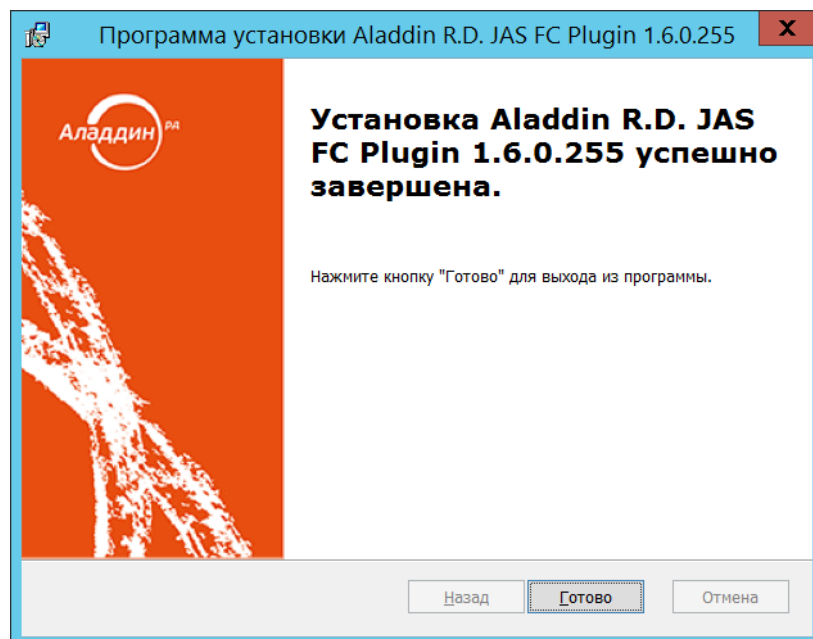 Программа установки Aladdin R.D. JAS FC Plugin 1.6.0.255
X
Аладдин РД
Установка Aladdin R.D. JAS
FC Plugin 1.6.0.255 успешно
завершена.
Нажмите кнопку "Готово" для выхода из программы.
Назад Готово Отмена